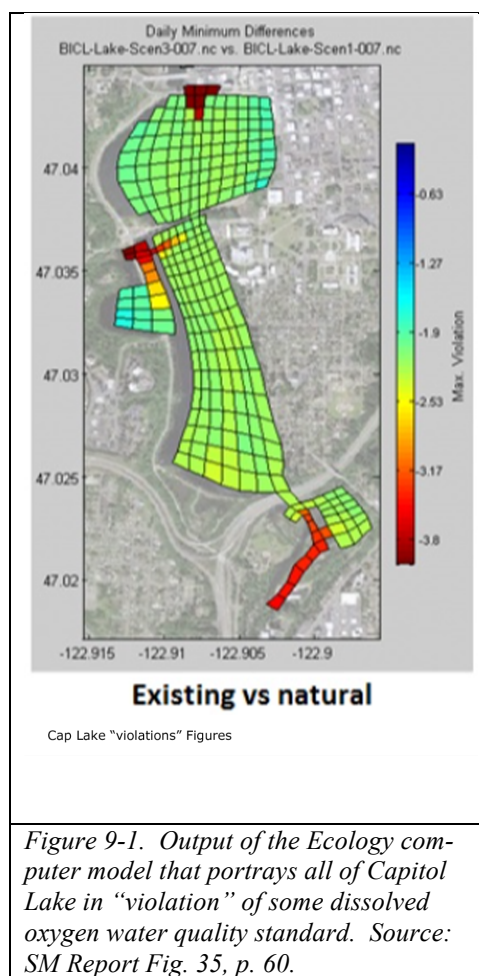 Daily Minimum Differences
BICL-Lake-Scen3-007.nc vs. BICL-Lake-Scen1-007.nc
47.04
47.035
47.03
47.025
47.02
-122.915
-122.91
-122.905
-122.9
-0.63
-1.27
-1.9
-2.53
-3.17
-3.8
Max. Violation
Existing vs natural
Cap Lake “violations” Figures
Figure 9-1. Output of the Ecology com-
puter model that portrays all of Capitol
Lake in “violation” of some dissolved
oxygen water quality standard. Source:
SM Report Fig. 35, p. 60.